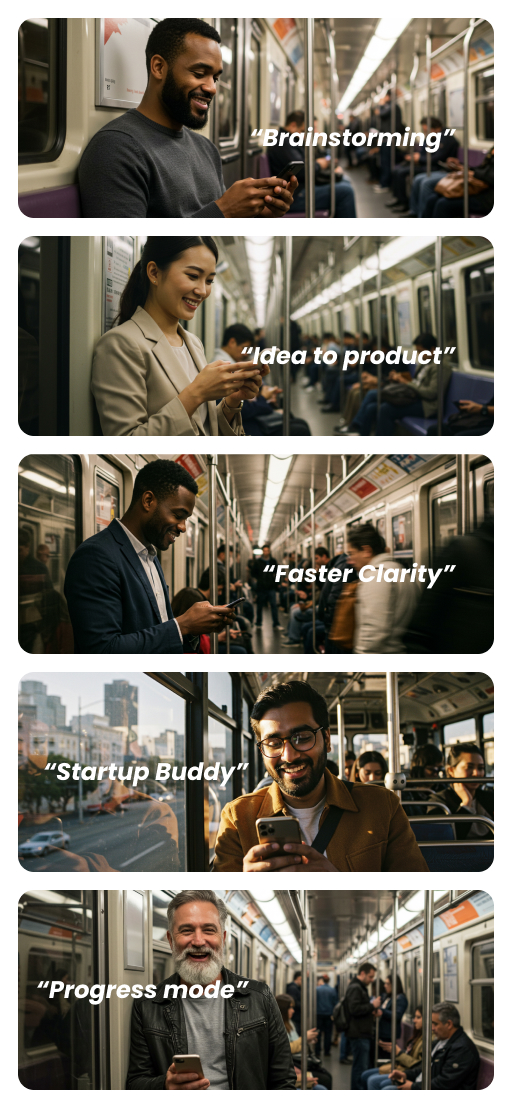 “Brainstorming”
“Idea to product”
“Faster Clarity”
“Startup Buddy”
“Progress mode”